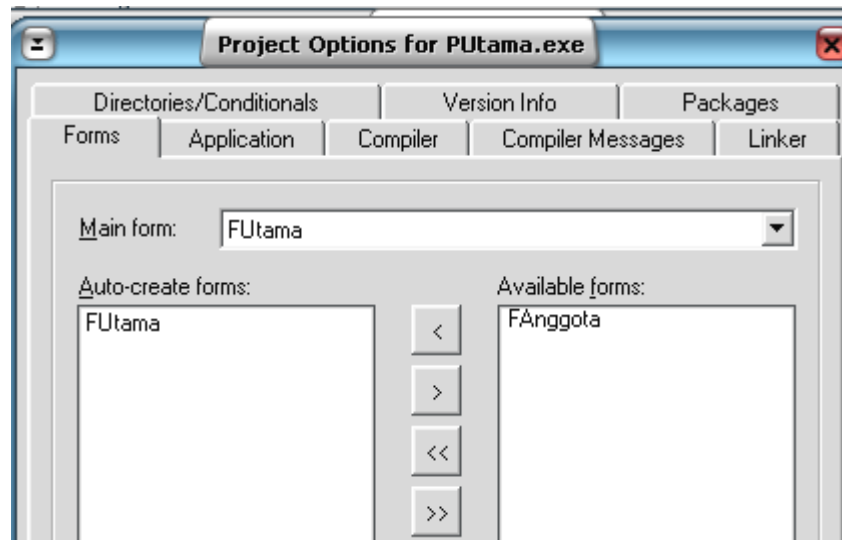 Project Options for PUtama.exe
Directories/Conditionals Version Info Packages
Forms Application Compiler Compiler Messages Linker
Main form: FUtama
Auto-create forms: Available forms:
FUtama FAnggota
<
>
<<
>>